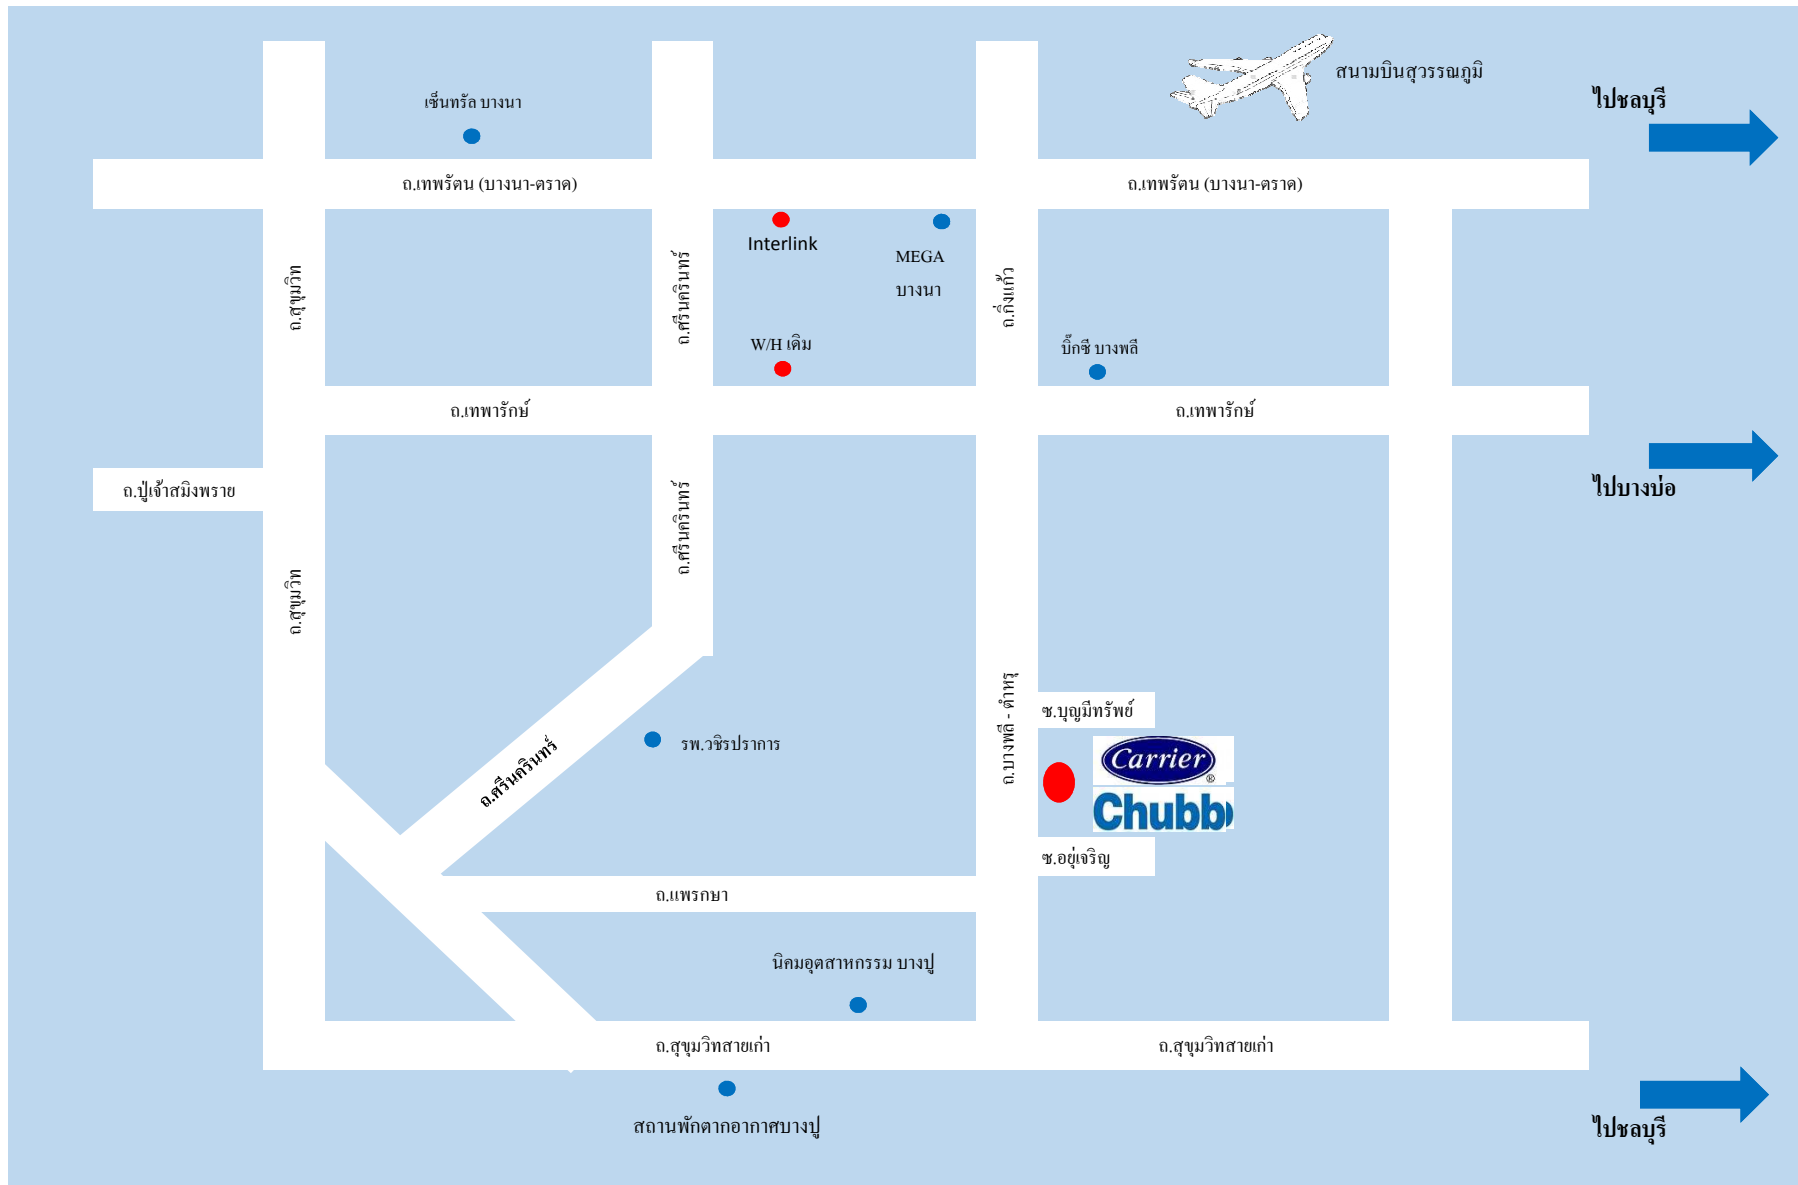 สนามบินสุวรรณภูมิ
ไปชลบุรี
เซ็นทรัล บางนา
ถ.เทพรัตน (บางนา-ตราด)
ถ.เทพรัตน (บางนา-ตราด)
Interlink
MEGA
บางนา
ถ.สุขุมวิท
ถ.ศรีนครินทร์
ถ.กิ่งแก้ว
W/H เดิม
บิ๊กซี บางพลี
ถ.เทพารักษ์
ถ.เทพารักษ์
ถ.ปู่เจ้าสมิงพราย
ไปบางบ่อ
ถ.ศรีนครินทร์
ถ.สุขุมวิท
ถ.บางพลี - ตำหรุ
ซ.บุญมีทรัพย์
รพ.วชิรปราการ
ถ.ศรีนครินทร์
Carrier
®
Chubb
ซ.อยู่เจริญ
ถ.แพรกษา
นิคมอุตสาหกรรม บางปู
ถ.สุขุมวิทสายเก่า
ถ.สุขุมวิทสายเก่า
สถานพักตากอากาศบางปู
ไปชลบุรี